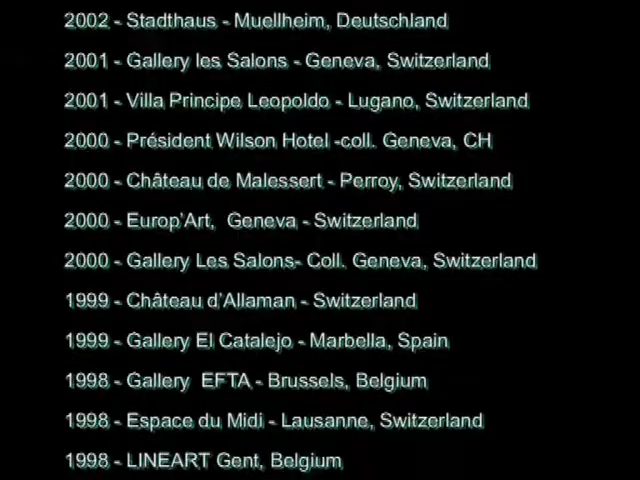 2002 - Stadthaus - Muellheim, Deutschland
2001 - Gallery les Salons - Geneva, Switzerland
2001 - Villa Principe Leopoldo - Lugano, Switzerland
2000 - Président Wilson Hotel -coll. Geneva, CH
2000 - Château de Malessert - Perroy, Switzerland
2000 - Europ'Art,  Geneva - Switzerland
2000 - Gallery Les Salons- Coll. Geneva, Switzerland
1999 - Château d'Allaman - Switzerland
1999 - Gallery El Catalejo - Marbella, Spain
1998 - Gallery  EFTA - Brussels, Belgium
1998 - Espace du Midi - Lausanne, Switzerland
1998 - LINEART Gent, Belgium